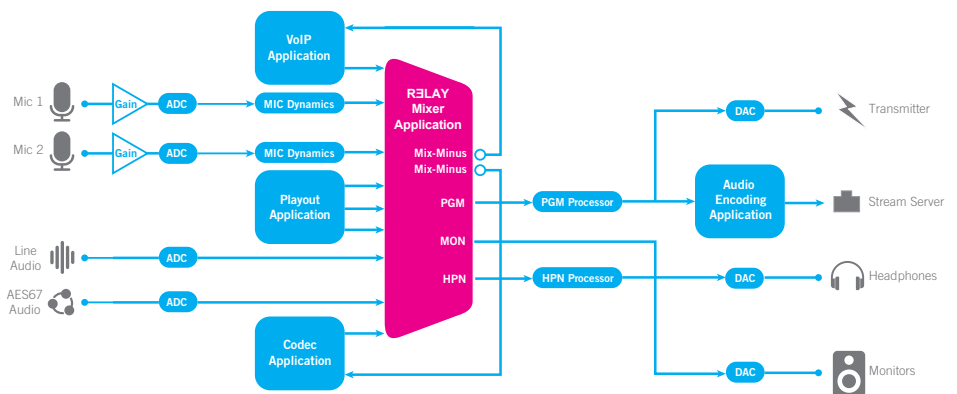 VoIP
Application
Mic 1
Gain
ADC
MIC Dynamics
Mic 2
Gain
ADC
MIC Dynamics
Playout
Application
Line
Audio
ADC
AES67
Audio
ADC
Codec
Application
RƎLAY
Mixer
Application
Mix-Minus
Mix-Minus
PGM
MON
HPN
PGM Processor
HPN Processor
DAC
Transmitter
Audio
Encoding
Application
Stream Server
DAC
Headphones
DAC
Monitors